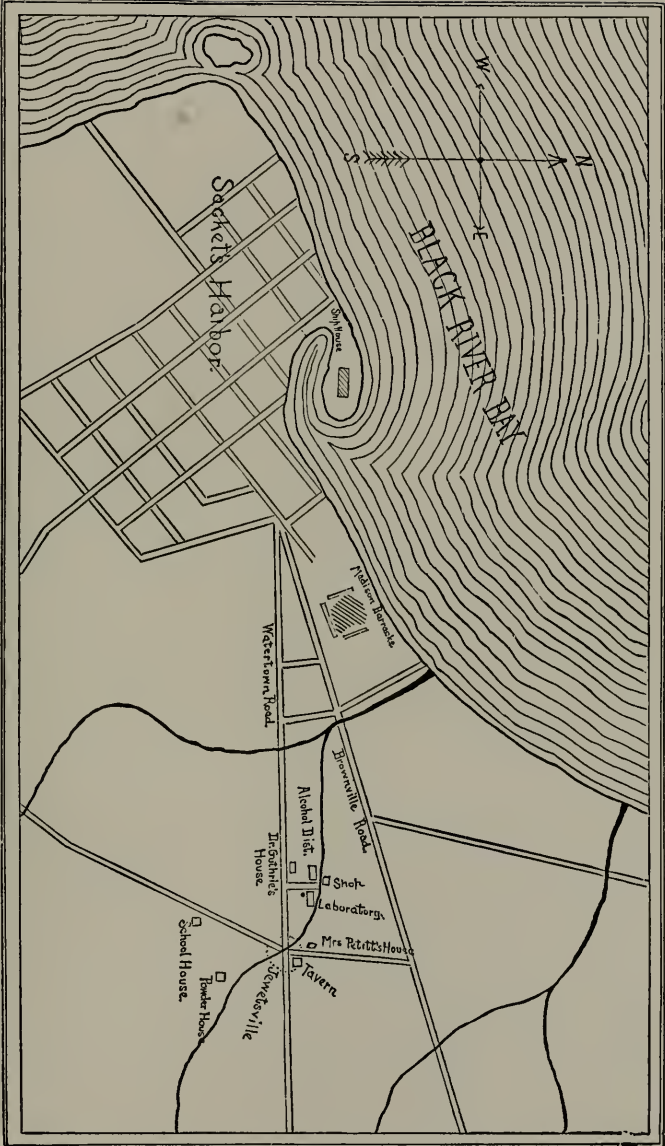 N
W
E
S
BLACK RIVER BAY
Sacket's Harbor.
Ship House
Madison Barracks
Watertown Road
Brownville Road.
Alcohol Dist.
Dr. Guthrie's
House
Shop
Laboratory.
Mrs Petitt's House
Tavern
Jewetsville
School House.
Powder House